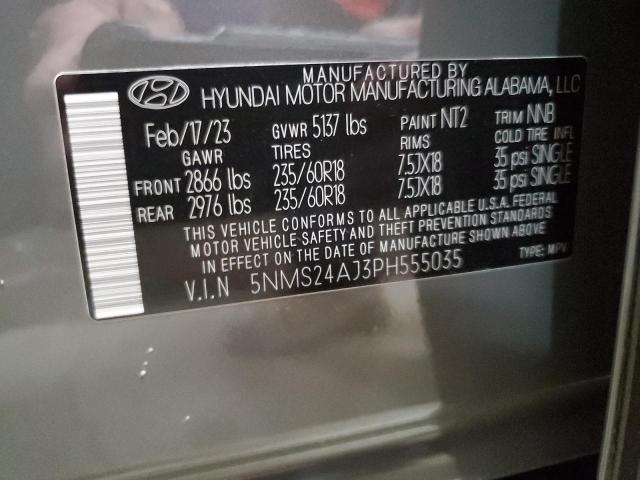 MANUFACTURED BY
HYUNDAI MOTOR MANUFACTURING ALABAMA, LLC
Feb/17/23 GVWR 5137 lbs PAINT NT2 TRIM NNB
GAWR TIRES RIMS COLD TIRE INFL
FRONT 2866 lbs 235/60R18 7.5JX18 35 psi SINGLE
REAR 2976 lbs 235/60R18 7.5JX18 35 psi SINGLE
THIS VEHICLE CONFORMS TO ALL APPLICABLE U.S.A. FEDERAL
MOTOR VEHICLE SAFETY AND THEFT PREVENTION STANDARDS
IN EFFECT ON THE DATE OF MANUFACTURE SHOWN ABOVE
V.I.N 5NMS24AJ3PH555035 TYPE: MPV